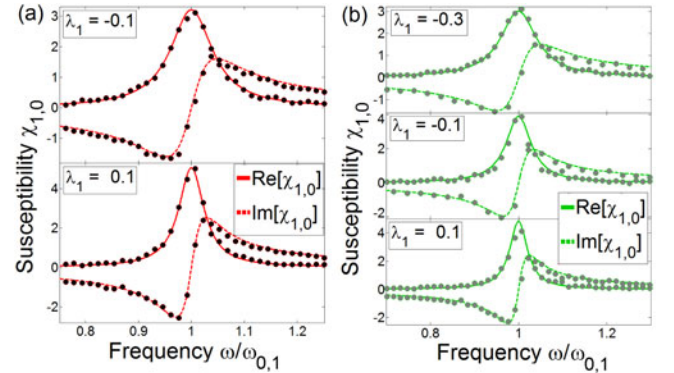 (a)
λ₁ = -0.1
3
2
1
0
-1
λ₁ = 0.1
4
2
0
-2
Re[χ₁,₀]
Im[χ₁,₀]
Susceptibility χ₁,₀
0.8 0.9 1 1.1 1.2
Frequency ω/ω₀,₁
(b)
λ₁ = -0.3
3
2
1
0
-1
λ₁ = -0.1
4
2
0
-2
λ₁ = 0.1
4
2
0
-2
Re[χ₁,₀]
Im[χ₁,₀]
Susceptibility χ₁,₀
0.8 1 1.2
Frequency ω/ω₀,₁